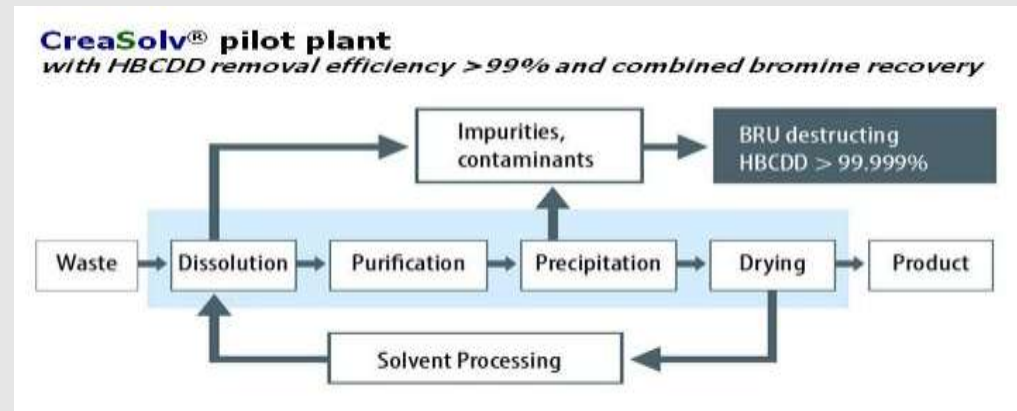 CreaSolv® pilot plant
with HBCDD removal efficiency >99% and combined bromine recovery
Impurities,
contaminants
BRU destructing
HBCDD > 99.999%
Waste
Dissolution
Purification
Precipitation
Drying
Product
Solvent Processing